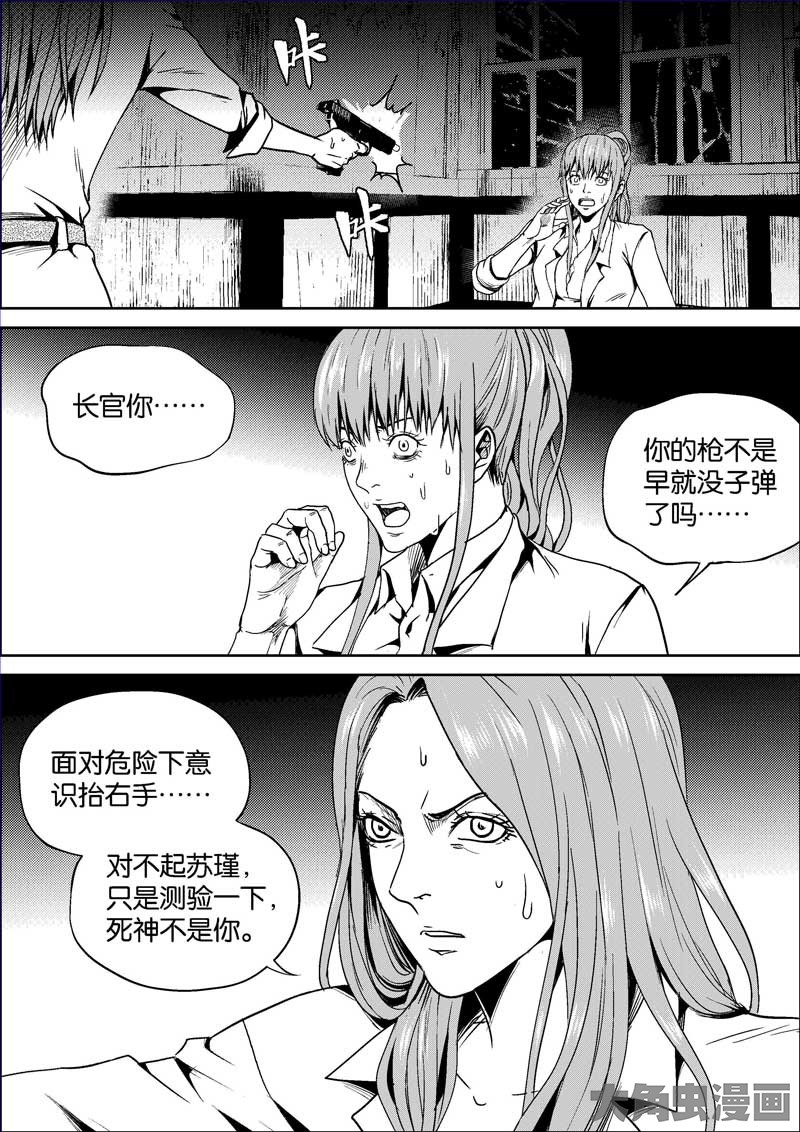 咔
咔
长官你……
你的枪不是
早就没子弹
了吗……
面对危险下意
识抬右手……
对不起苏瑾，
只是测验一下，
死神不是你。
大角虫漫画